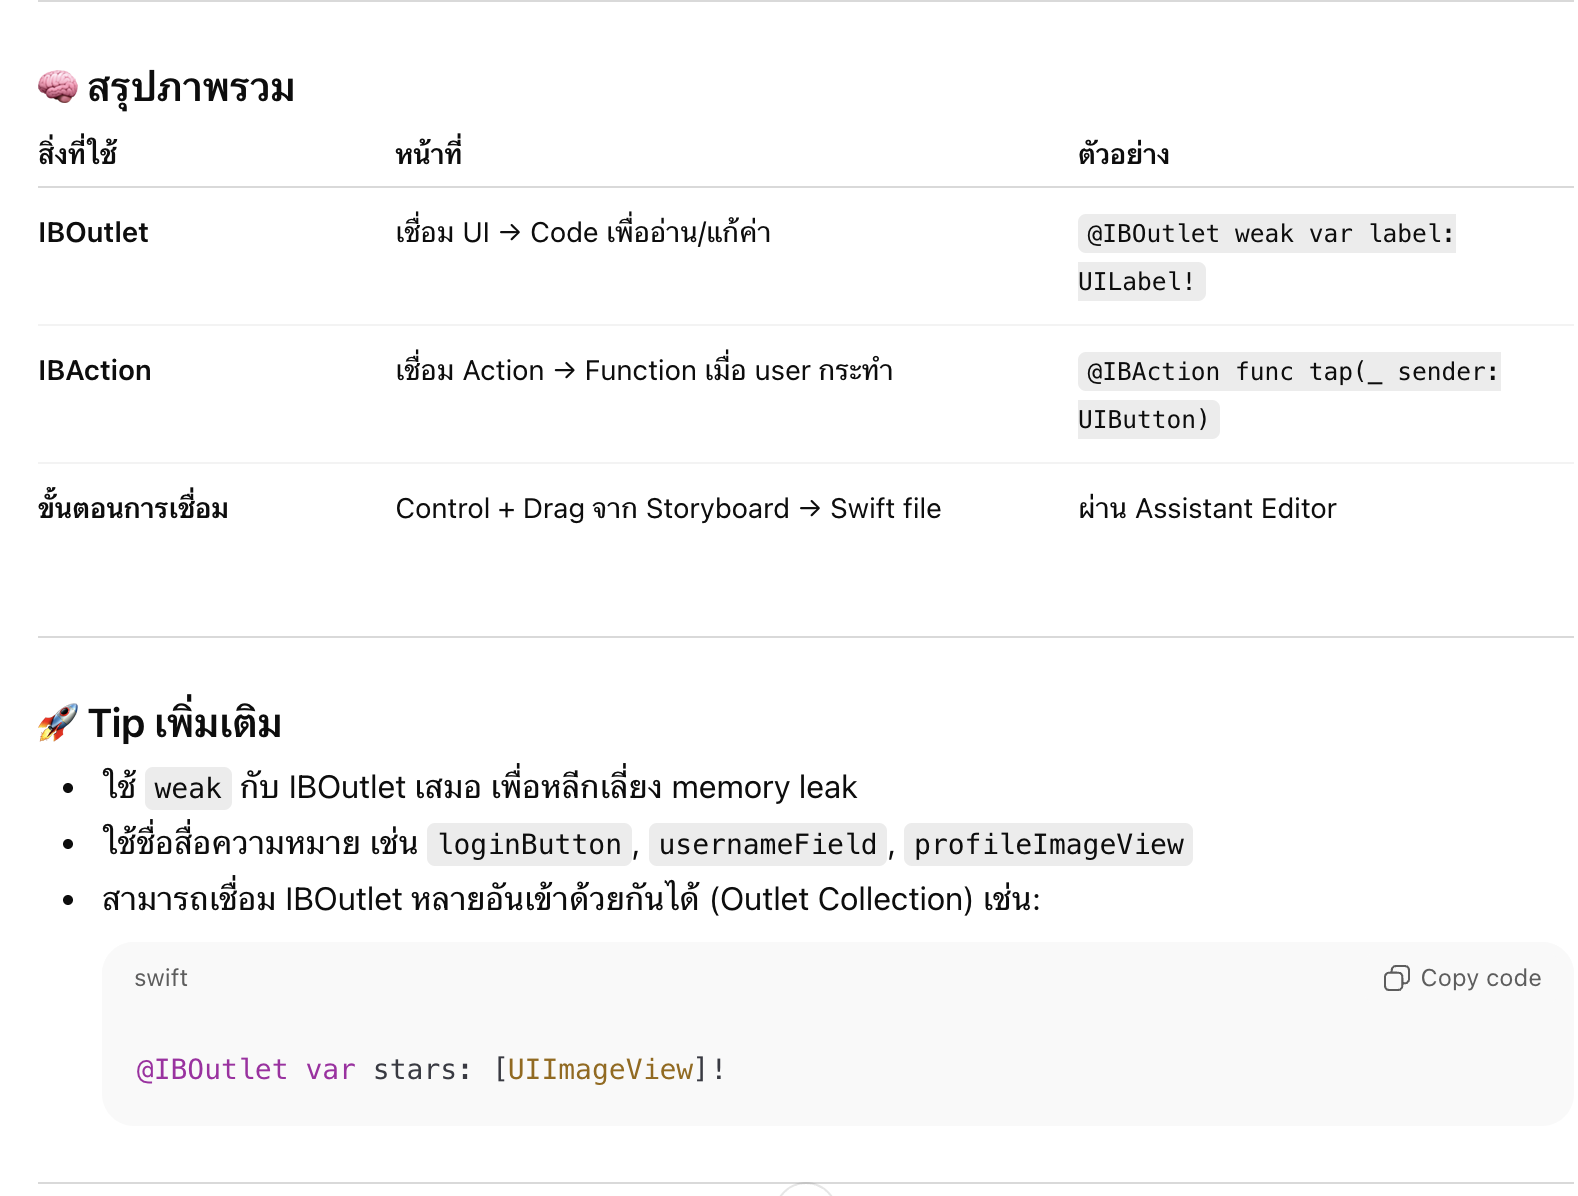 🧠 สรุปภาพรวม
สิ่งที่ใช้ หน้าที่ ตัวอย่าง
IBOutlet เชื่อม UI → Code เพื่ออ่าน/แก้ค่า @IBOutlet weak var label:
UILabel!
IBAction เชื่อม Action → Function เมื่อ user กระทำ @IBAction func tap(_ sender:
UIButton)
ขั้นตอนการเชื่อม Control + Drag จาก Storyboard → Swift file ผ่าน Assistant Editor
🚀 Tip เพิ่มเติม
• ใช้ weak กับ IBOutlet เสมอ เพื่อหลีกเลี่ยง memory leak
• ใช้ชื่อสื่อความหมาย เช่น loginButton, usernameField, profileImageView
• สามารถเชื่อม IBOutlet หลายอันเข้าด้วยกันได้ (Outlet Collection) เช่น:
swift Copy code
@IBOutlet var stars: [UIImageView]!